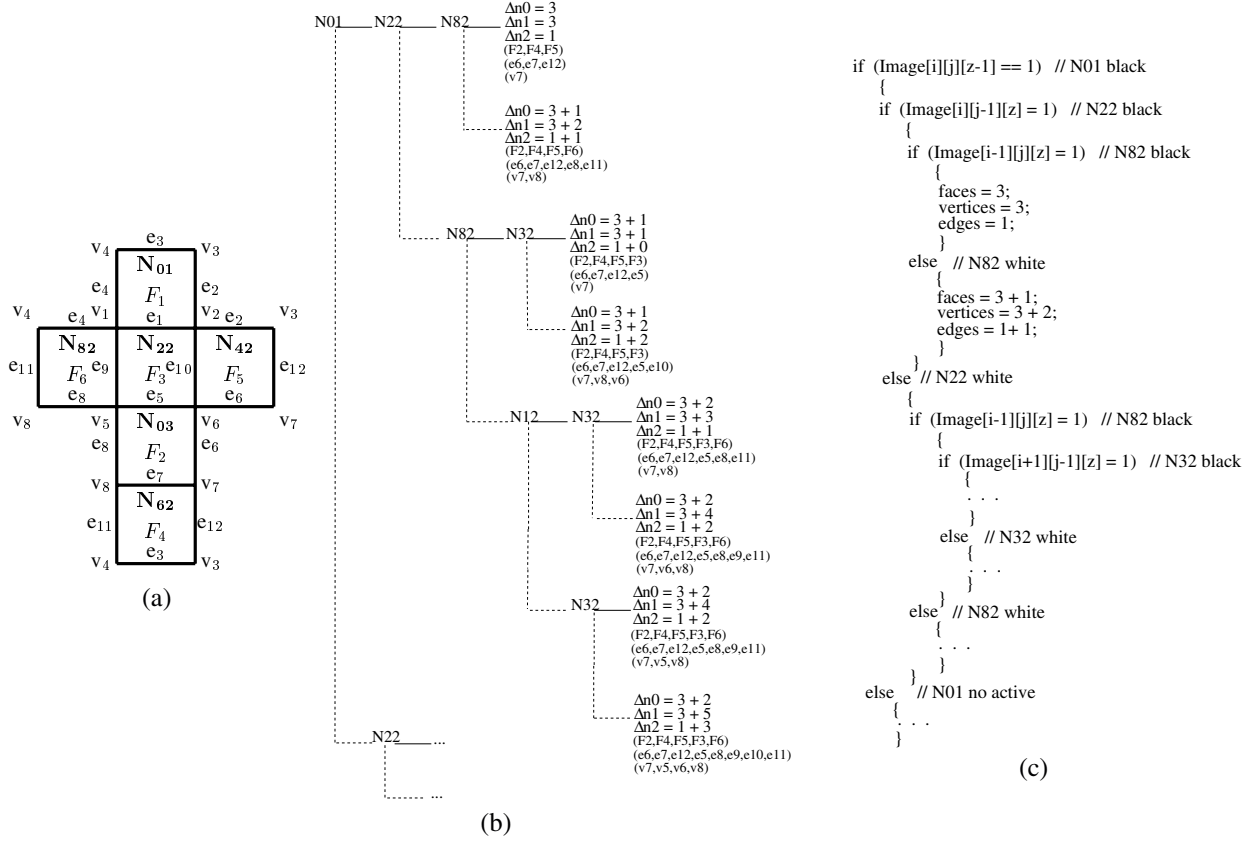 v4 e3 v3
N01
e4 F1 e2
v4 e4 v1 e1 v2 e2 v3
N82 N22 N42
e11 F6 e9 F3 e10 F5 e12
e8 e5 e6
v8 v5 N03 v6 v7
e8 F2 e6
e7
v8 N62 v7
e11 F4 e12
v4 e3 v3
(a)
N01 N22 N82
Δn0 = 3
Δn1 = 3
Δn2 = 1
(F2,F4,F5)
(e6,e7,e12)
(v7)
Δn0 = 3 + 1
Δn1 = 3 + 2
Δn2 = 1 + 1
(F2,F4,F5,F6)
(e6,e7,e12,e8,e11)
(v7,v8)
N82 N32
Δn0 = 3 + 1
Δn1 = 3 + 1
Δn2 = 1 + 0
(F2,F4,F5,F3)
(e6,e7,e12,e5)
(v7)
Δn0 = 3 + 1
Δn1 = 3 + 2
Δn2 = 1 + 2
(F2,F4,F5,F3)
(e6,e7,e12,e5,e10)
(v7,v8,v6)
N12 N32
Δn0 = 3 + 2
Δn1 = 3 + 3
Δn2 = 1 + 1
(F2,F4,F5,F3,F6)
(e6,e7,e12,e5,e8,e11)
(v7,v8)
Δn0 = 3 + 2
Δn1 = 3 + 4
Δn2 = 1 + 2
(F2,F4,F5,F3,F6)
(e6,e7,e12,e5,e8,e9,e11)
(v7,v6,v8)
N32
Δn0 = 3 + 2
Δn1 = 3 + 4
Δn2 = 1 + 2
(F2,F4,F5,F3,F6)
(e6,e7,e12,e5,e8,e9,e11)
(v7,v5,v8)
Δn0 = 3 + 2
Δn1 = 3 + 5
Δn2 = 1 + 3
(F2,F4,F5,F3,F6)
(e6,e7,e12,e5,e8,e9,e10,e11)
(v7,v5,v6,v8)
N22 ...
...
(b)
if (Image[i][j][z-1] == 1) // N01 black
{
if (Image[i][j-1][z] = 1) // N22 black
{
if (Image[i-1][j][z] = 1) // N82 black
{
faces = 3;
vertices = 3;
edges = 1;
}
else // N82 white
{
faces = 3 + 1;
vertices = 3 + 2;
edges = 1+ 1;
}
}
else // N22 white
{
if (Image[i-1][j][z] = 1) // N82 black
{
if (Image[i+1][j-1][z] = 1) // N32 black
{
. . .
}
else // N32 white
{
. . .
}
}
else // N82 white
{
. . .
}
}
else // N01 no active
{
. . .
}
(c)